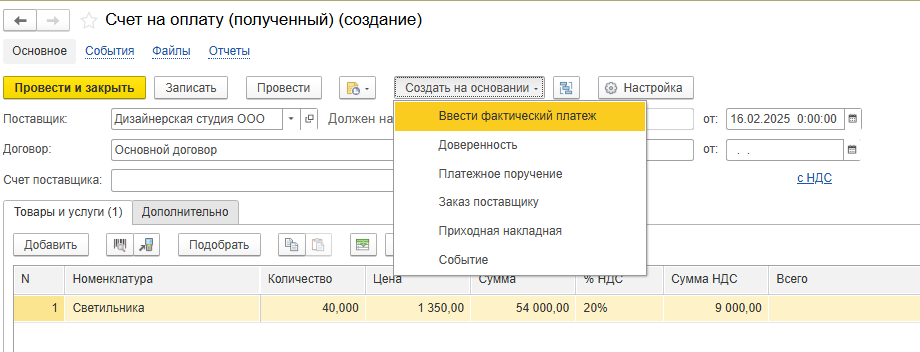 Счет на оплату (полученный) (создание)
Основное События Файлы Отчеты
Провести и закрыть Записать Провести Создать на основании Настройка
Поставщик: Дизайнерская студия ООО Должен на от: 16.02.2025 0:00:00
Ввести фактический платеж
Доверенность
Договор: Основной договор от: . .
Платежное поручение
Счет поставщика: с НДС
Заказ поставщику
Товары и услуги (1) Дополнительно
Приходная накладная
Добавить Подобрать
Событие
N Номенклатура Количество Цена Сумма % НДС Сумма НДС Всего
1 Светильника 40,000 1 350,00 54 000,00 20% 9 000,00